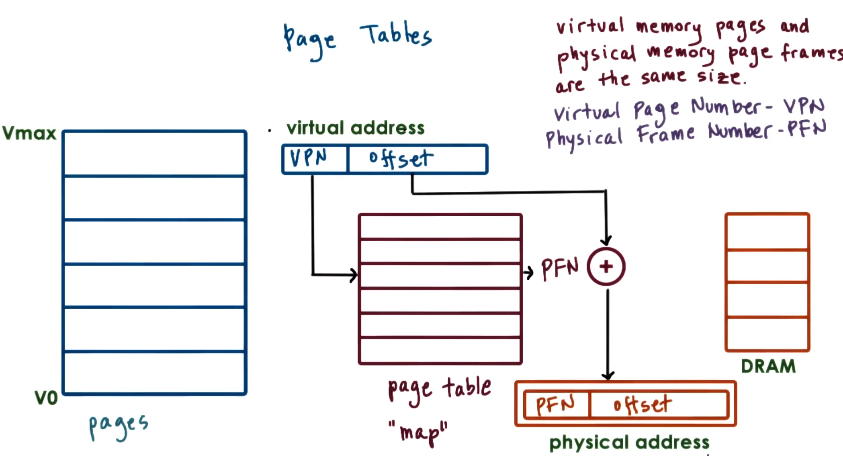 Page Tables
virtual memory pages and
physical memory page frames
are the same size.
Virtual Page Number - VPN
Physical Frame Number - PFN
Vmax
virtual address
VPN offset
PFN +
DRAM
V0
pages
page table
"map"
PFN offset
physical address